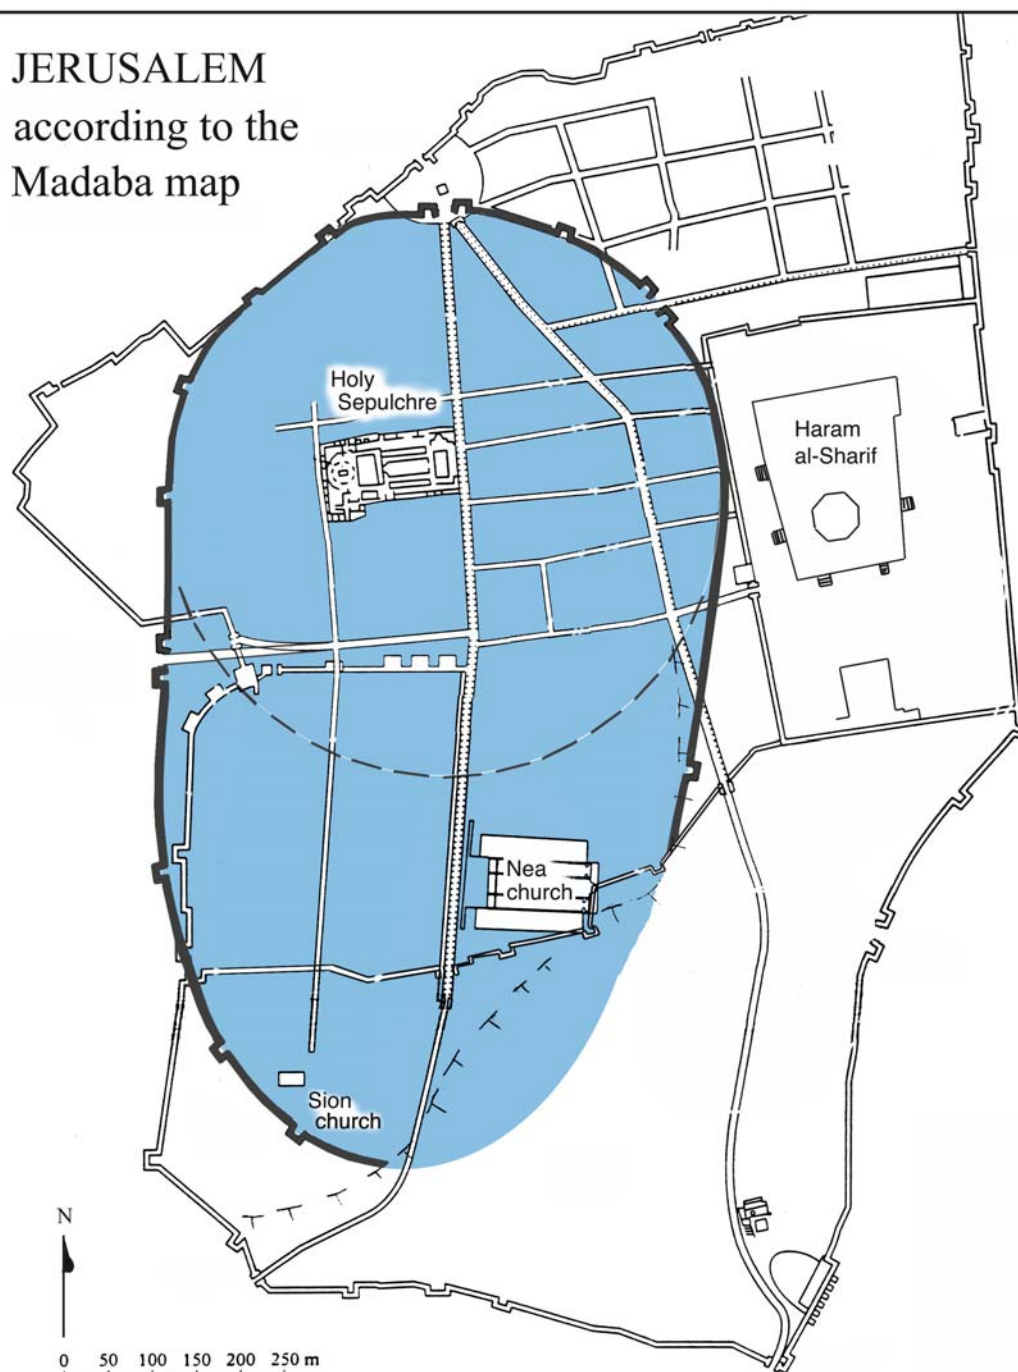 JERUSALEM
according to the
Madaba map
Holy
Sepulchre
Haram
al-Sharif
Nea
church
Sion
church
N
0 50 100 150 200 250 m